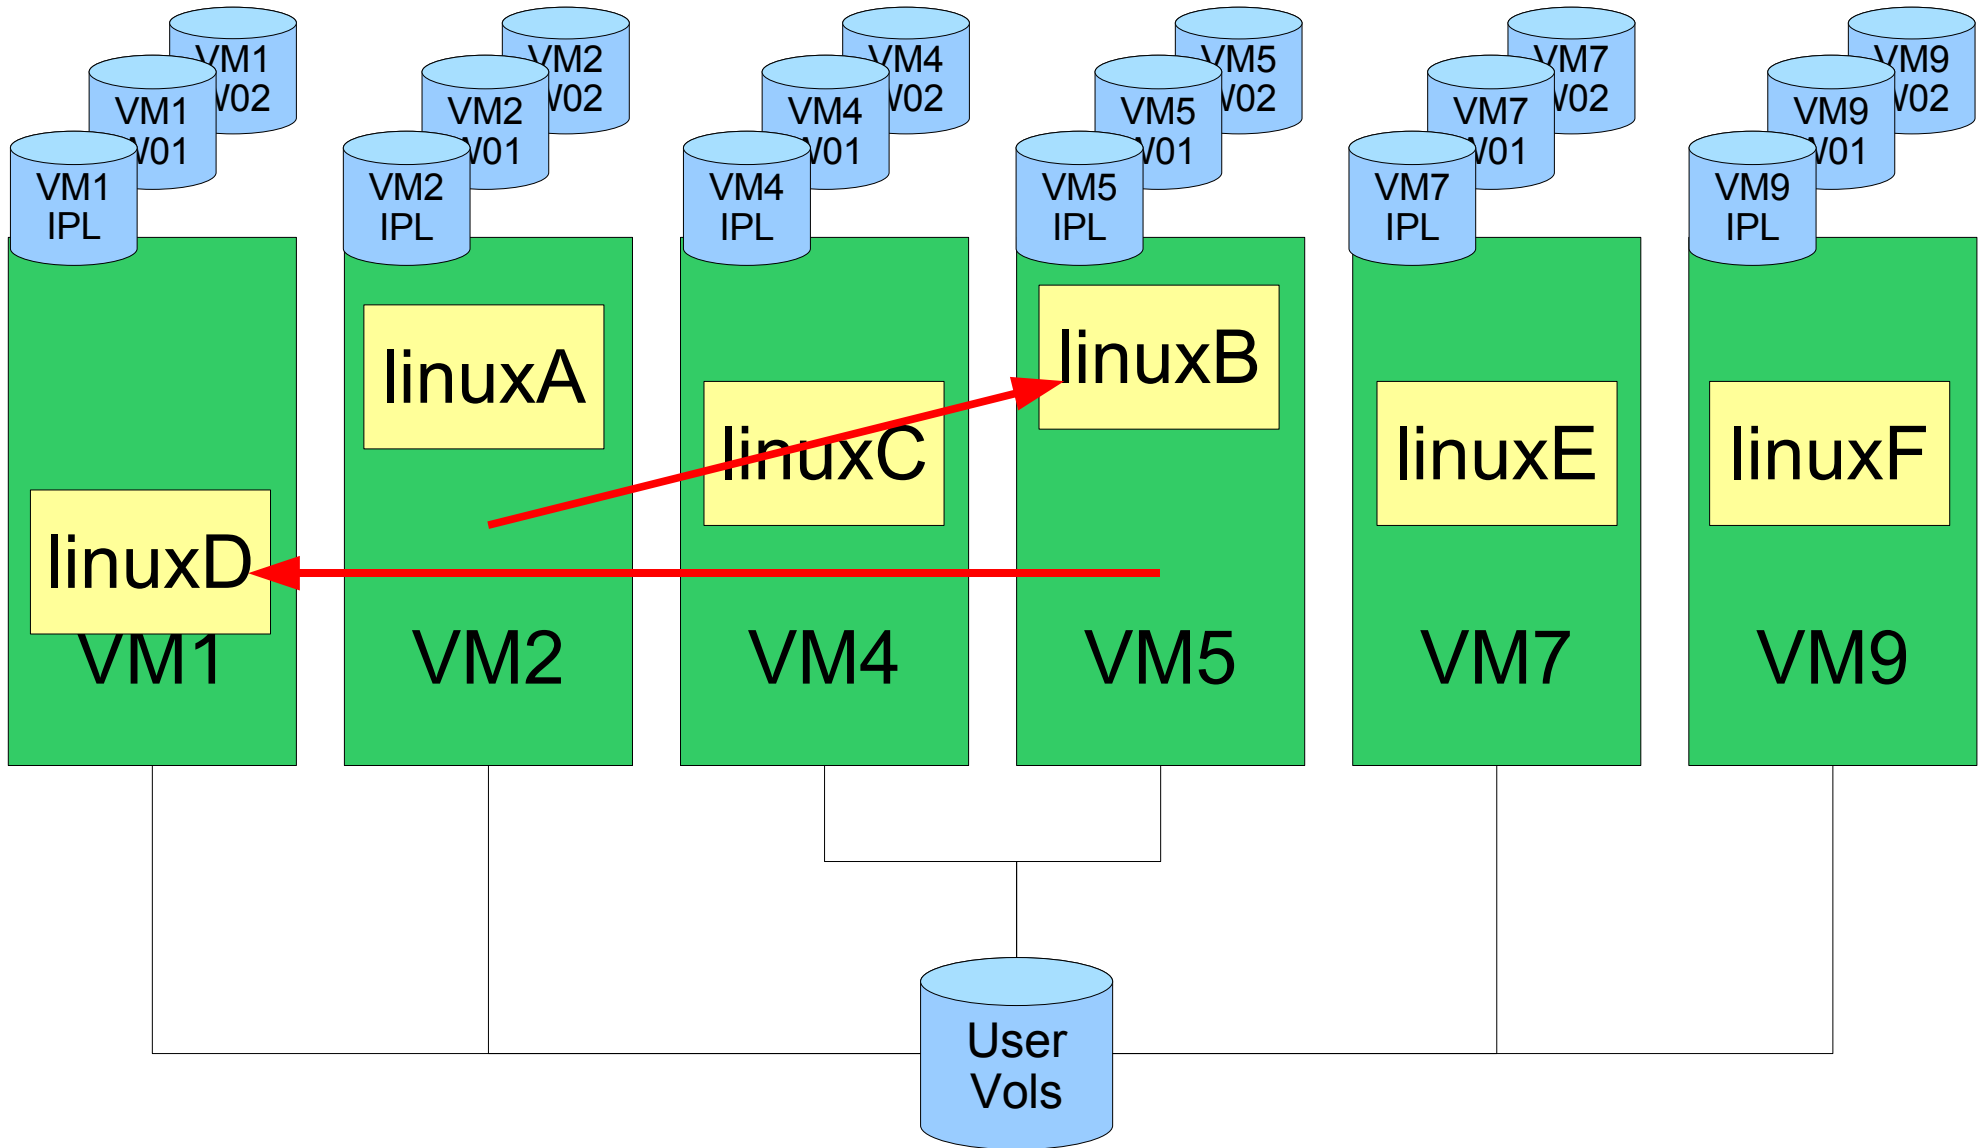 VM1
W02
VM2
W02
VM4
W02
VM5
W02
VM7
W02
VM9
W02
VM1
W01
VM2
W01
VM4
W01
VM5
W01
VM7
W01
VM9
W01
VM1
IPL
VM2
IPL
VM4
IPL
VM5
IPL
VM7
IPL
VM9
IPL
linuxA
linuxB
linuxC
linuxE
linuxF
linuxD
VM1
VM2
VM4
VM5
VM7
VM9
User
Vols